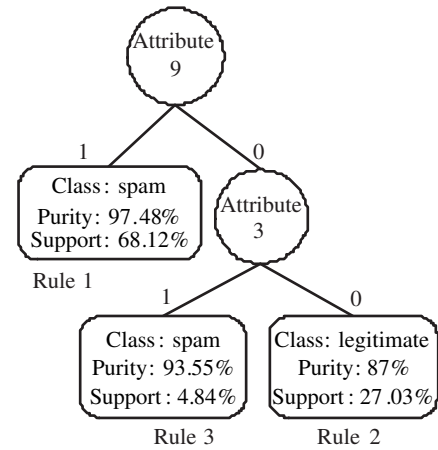 Attribute
9
1
0
Class: spam
Purity: 97.48%
Support: 68.12%
Attribute
3
Rule 1
1
0
Class: spam
Purity: 93.55%
Support: 4.84%
Class: legitimate
Purity: 87%
Support: 27.03%
Rule 3
Rule 2